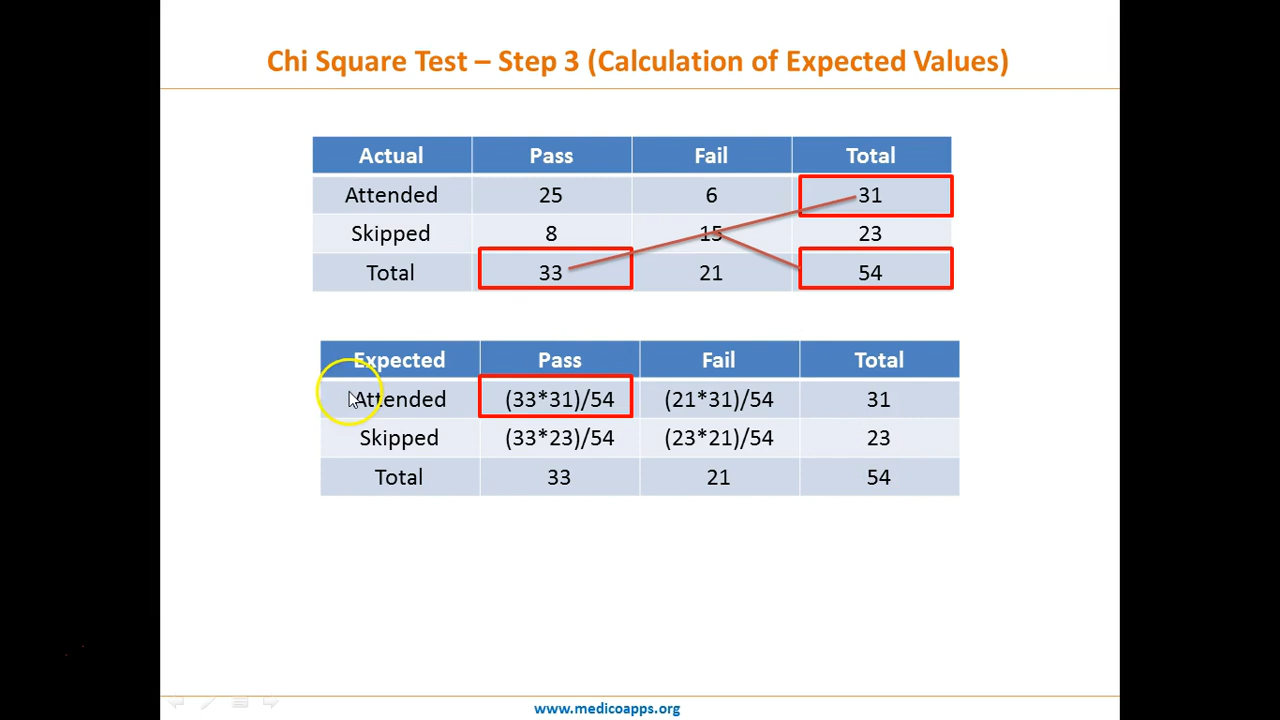 Chi Square Test – Step 3 (Calculation of Expected Values)
Actual Pass Fail Total
Attended 25 6 31
Skipped 8 15 23
Total 33 21 54
Expected Pass Fail Total
Attended (33*31)/54 (21*31)/54 31
Skipped (33*23)/54 (23*21)/54 23
Total 33 21 54
www.medicoapps.org